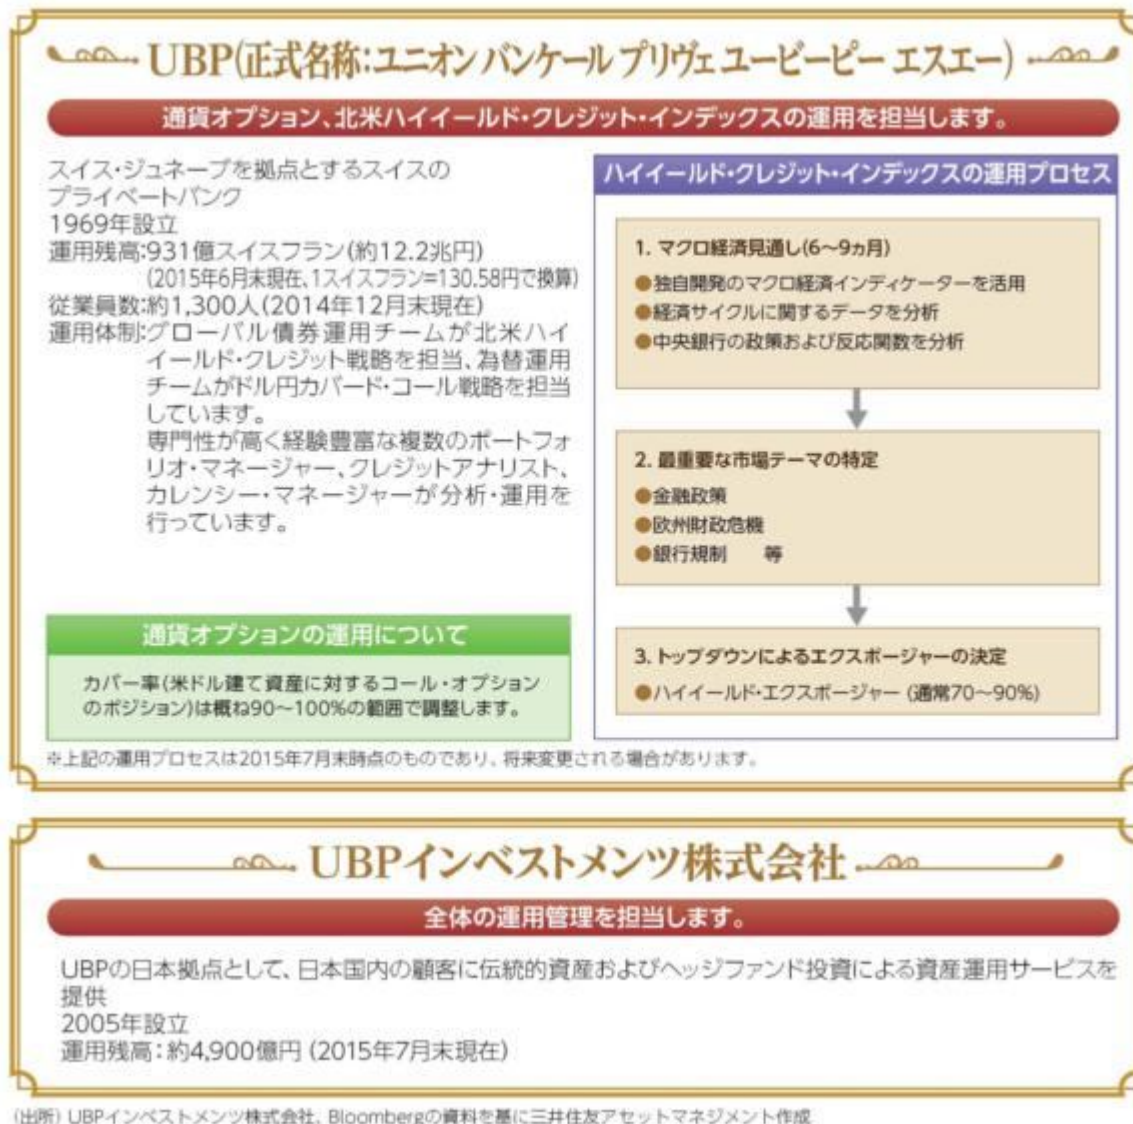 UBP(正式名称:ユニオン バンケール プリヴェ ユービーピー エスエー)
通貨オプション、北米ハイイールド・クレジット・インデックスの運用を担当します。
スイス・ジュネーブを拠点とするスイスの
プライベートバンク
1969年設立
運用残高:931億スイスフラン(約12.2兆円)
(2015年6月末現在、1スイスフラン=130.58円で換算)
従業員数:約1,300人(2014年12月末現在)
運用体制:グローバル債券運用チームが北米ハイ
イールド・クレジット戦略を担当、為替運用
チームがドル円カバード・コール戦略を担当
しています。
専門性が高く経験豊富な複数のポートフォ
リオ・マネージャー、クレジットアナリスト、
カレンシー・マネージャーが分析・運用を
行っています。
通貨オプションの運用について
カバー率(米ドル建て資産に対するコール・オプション
のポジション)は概ね90~100%の範囲で調整します。
ハイイールド・クレジット・インデックスの運用プロセス
1. マクロ経済見通し(6~9ヵ月)
●独自開発のマクロ経済インディケーターを活用
●経済サイクルに関するデータを分析
●中央銀行の政策および反応関数を分析
2. 最重要な市場テーマの特定
●金融政策
●欧州財政危機
●銀行規制 等
3. トップダウンによるエクスポージャーの決定
●ハイイールド・エクスポージャー (通常70~90%)
※上記の運用プロセスは2015年7月末時点のものであり、将来変更される場合があります。
UBPインベストメンツ株式会社
全体の運用管理を担当します。
UBPの日本拠点として、日本国内の顧客に伝統的資産およびヘッジファンド投資による資産運用サービスを
提供
2005年設立
運用残高:約4,900億円 (2015年7月末現在)
(出所) UBPインベストメンツ株式会社、Bloombergの資料を基に三井住友アセットマネジメント作成